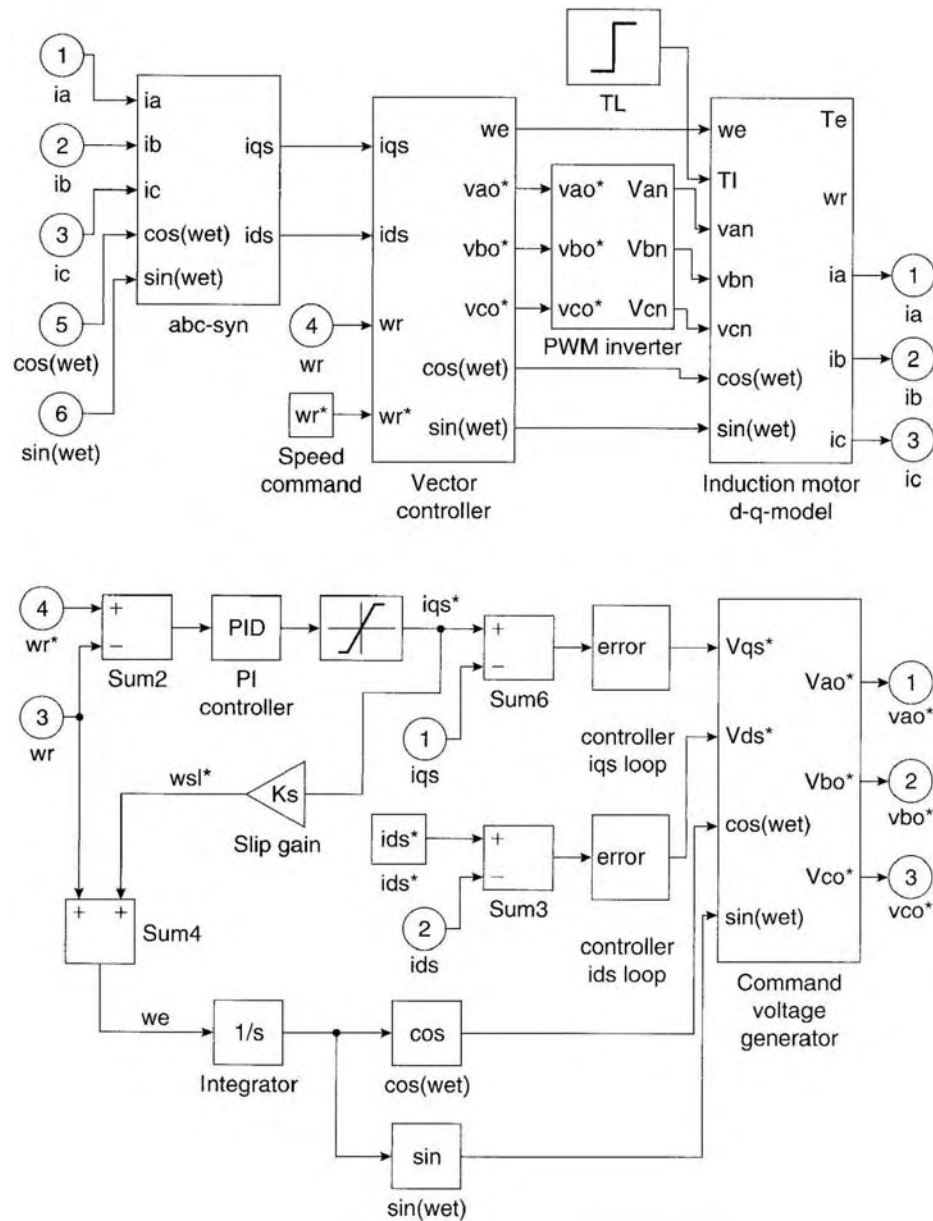 1
ia
2
ib
3
ic
5
cos(wet)
6
sin(wet)
ia
ib
ic
cos(wet)
sin(wet)
iqs
ids
abc-syn
4
wr
wr*
Speed
command
iqs
ids
wr
wr*
we
vao*
vbo*
vco*
cos(wet)
sin(wet)
Vector
controller
TL
vao*
vbo*
vco*
Van
Vbn
Vcn
PWM inverter
we
TI
van
vbn
vcn
cos(wet)
sin(wet)
Te
wr
ia
ib
ic
Induction motor
d-q-model
1
ia
2
ib
3
ic
4
wr*
3
wr
+
−
Sum2
PID
PI
controller
iqs*
+
−
Sum6
1
iqs
error
controller
iqs loop
wsl*
Ks
Slip gain
ids*
ids*
2
ids
+
−
Sum3
error
controller
ids loop
+ +
Sum4
we
1/s
Integrator
cos
cos(wet)
sin
sin(wet)
Vqs*
Vds*
cos(wet)
sin(wet)
Vao*
Vbo*
Vco*
Command
voltage
generator
1
vao*
2
vbo*
3
vco*